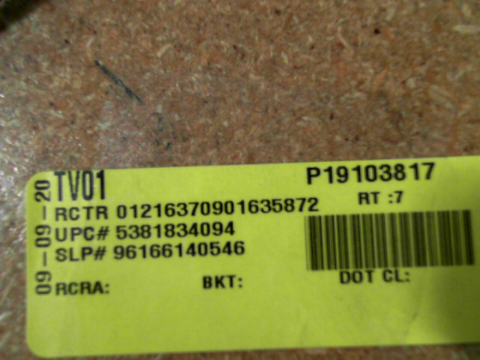 TV01 P19103817
RCTR 01216370901635872 RT :7
UPC# 5381834094
SLP# 96166140546
RCRA: BKT: DOT CL:
09-09-20